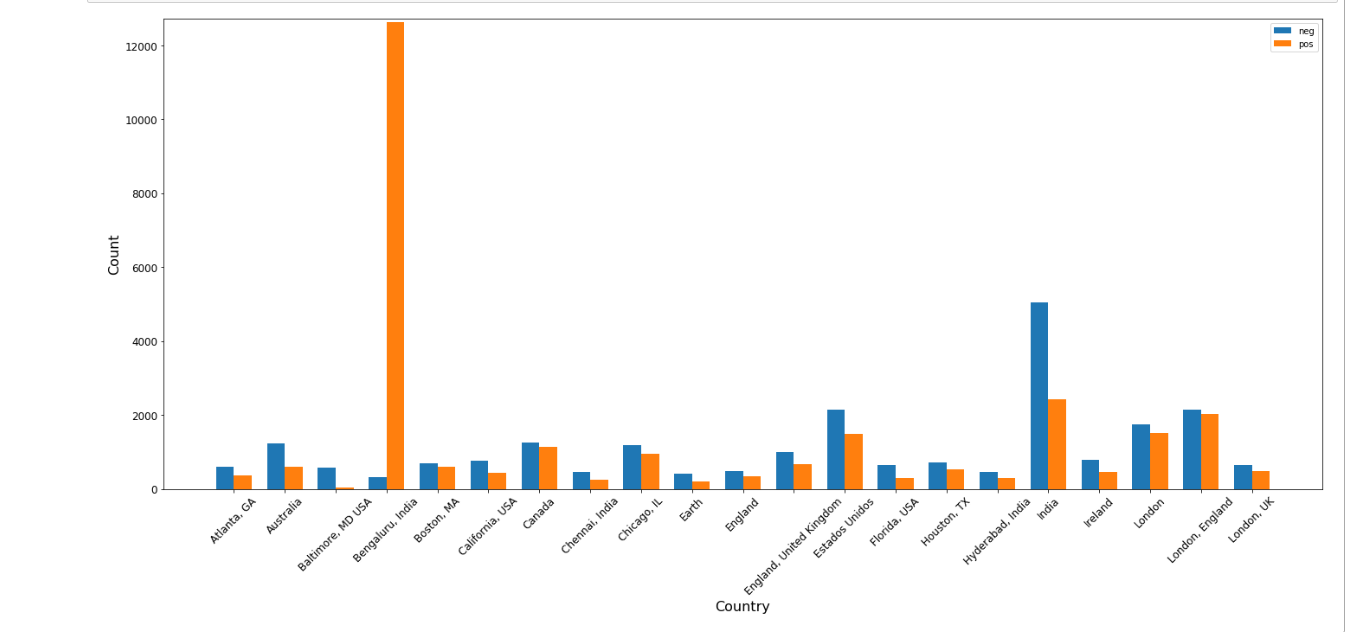 neg
pos
12000
10000
8000
6000
4000
2000
0
Count
Atlanta, GA
Australia
Baltimore, MD USA
Bengaluru, India
Boston, MA
California, USA
Canada
Chennai, India
Chicago, IL
Earth
England
England, United Kingdom
Estados Unidos
Florida, USA
Houston, TX
Hyderabad, India
India
Ireland
London
London, England
London, UK
Country